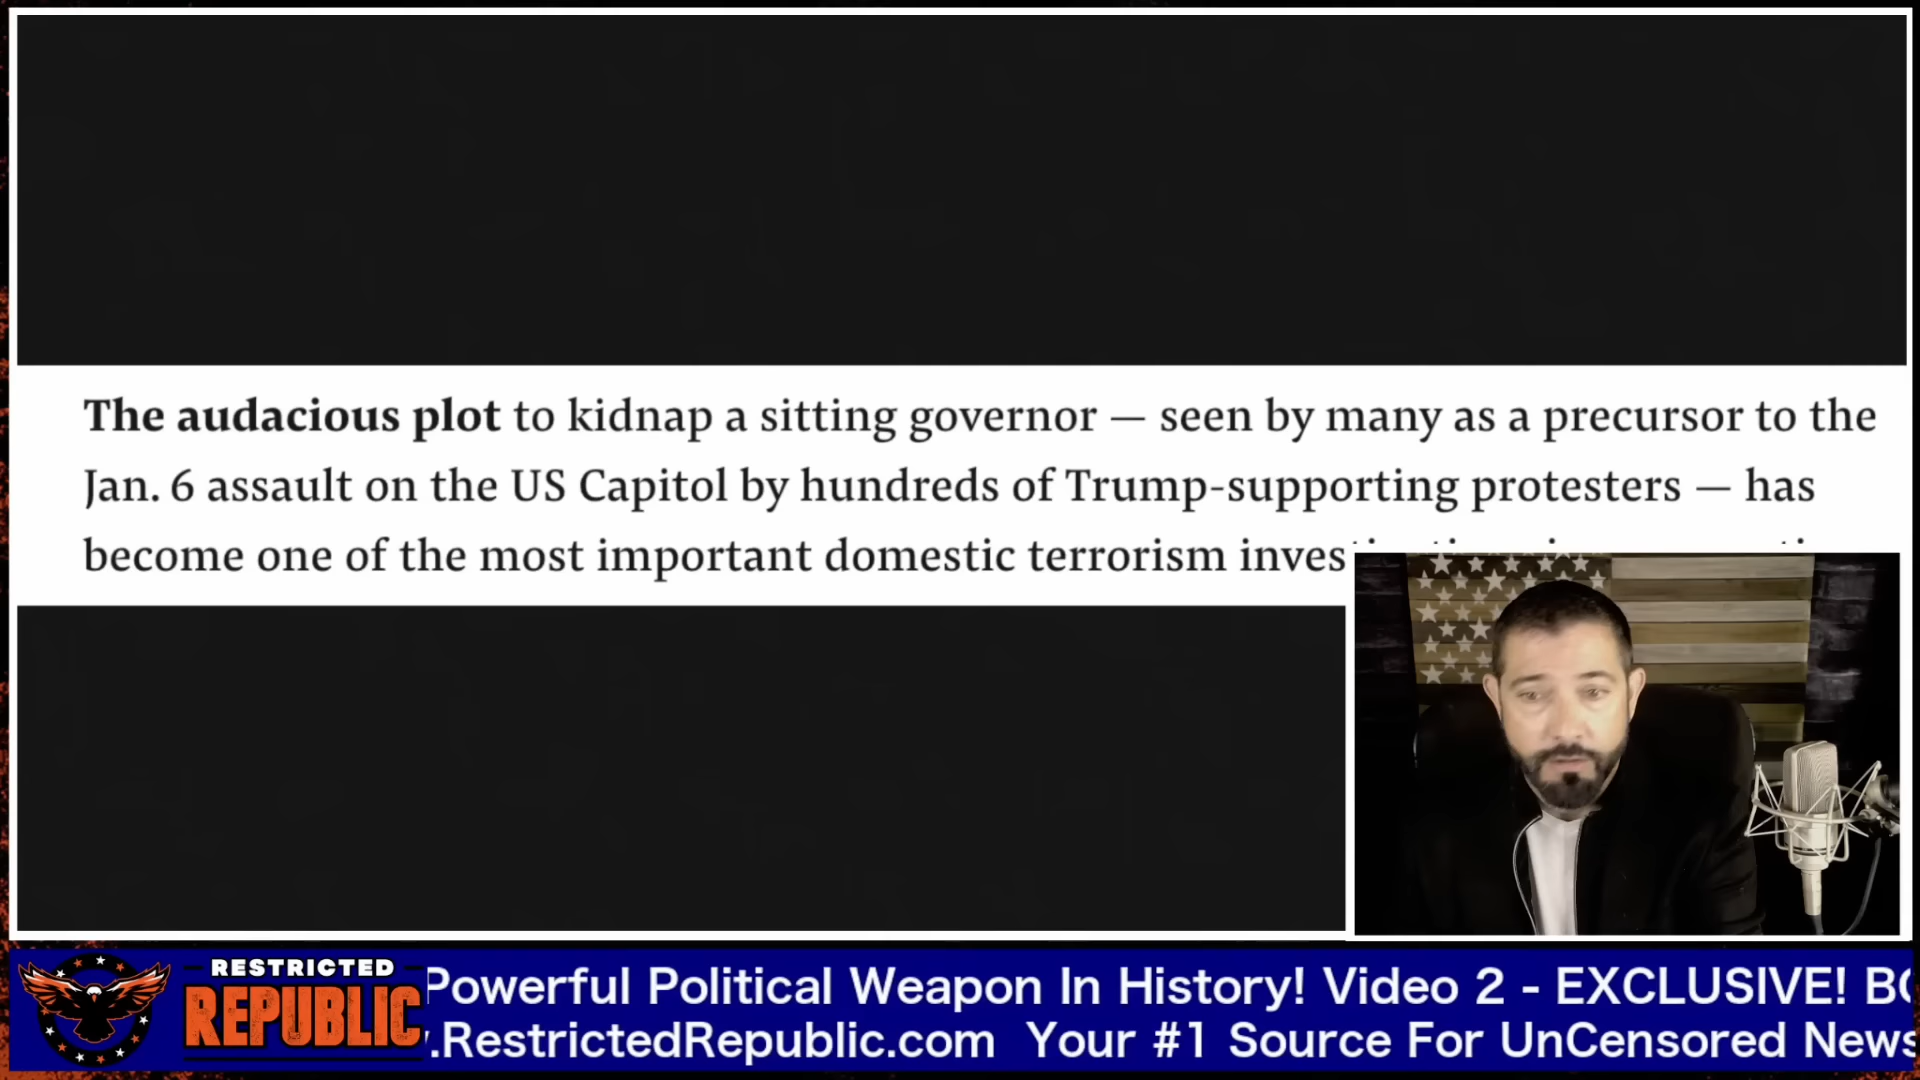 The audacious plot to kidnap a sitting governor — seen by many as a precursor to the
Jan. 6 assault on the US Capitol by hundreds of Trump-supporting protesters — has
become one of the most important domestic terrorism
RESTRICTED
REPUBLIC
Powerful Political Weapon In History! Video 2 - EXCLUSIVE!
.RestrictedRepublic.com Your #1 Source For UnCensored News